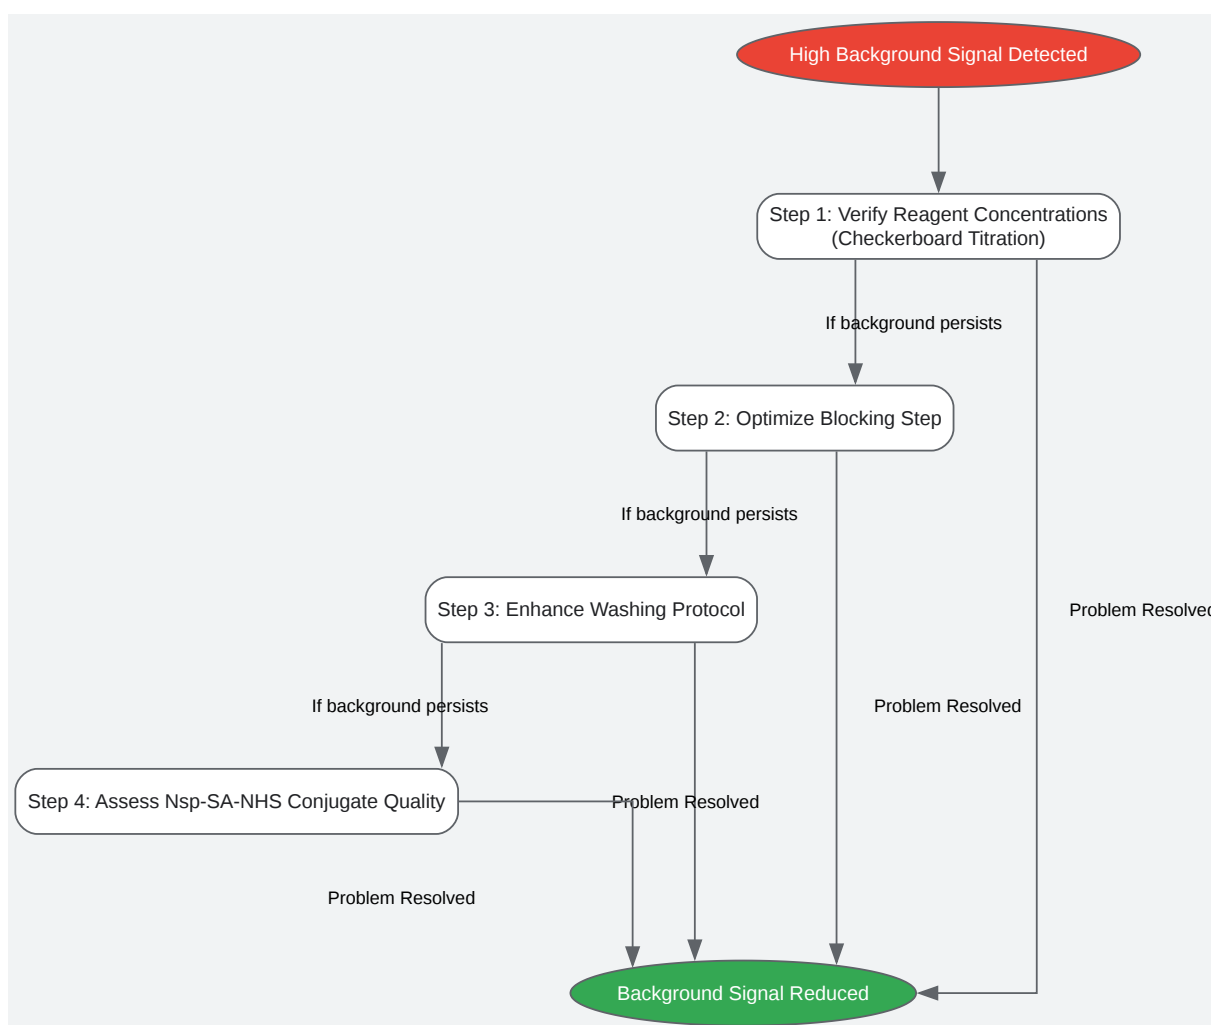 High Background Signal Detected
Step 1: Verify Reagent Concentrations
(Checkerboard Titration)
If background persists
Step 2: Optimize Blocking Step
If background persists
Step 3: Enhance Washing Protocol
Problem Resolved
If background persists
Problem Resolved
Step 4: Assess Nsp-SA-NHS Conjugate Quality
Problem Resolved
Problem Resolved
Background Signal Reduced